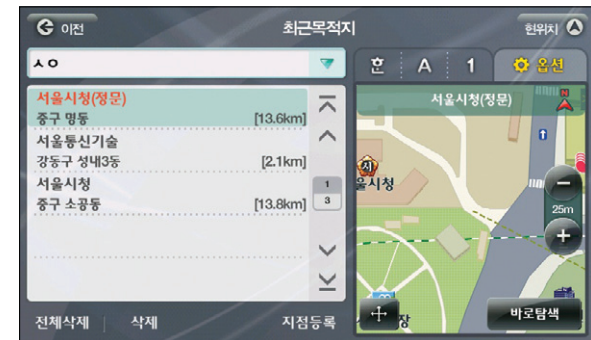 이전
최근목적지
현위치
ㅅㅇ
ᄒᆞᆫ A 1 옵션
서울시청(정문)
중구 명동 [13.6km]
서울통신기술
강동구 성내3동 [2.1km]
서울시청
중구 소공동 [13.8km]
1
3
전체삭제 삭제 지점등록
서울시청(정문)
N
서
울시청
25m
장
바로탐색